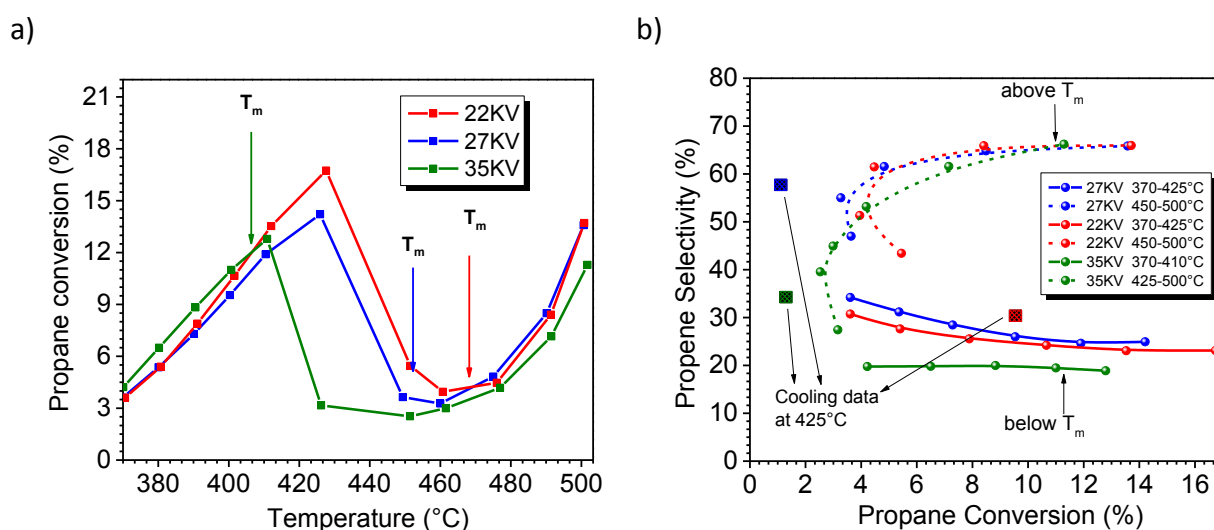 a)
Propane conversion (%)
21
18
15
12
9
6
3
0
380
400
420
440
460
480
500
Temperature (°C)
Tm
Tm
Tm
22KV
27KV
35KV
b)
Propene Selectivity (%)
80
70
60
50
40
30
20
10
0
0
2
4
6
8
10
12
14
16
Propane Conversion (%)
above Tm
27KV 370-425°C
27KV 450-500°C
22KV 370-425°C
22KV 450-500°C
35KV 370-410°C
35KV 425-500°C
Cooling data
at 425°C
below Tm